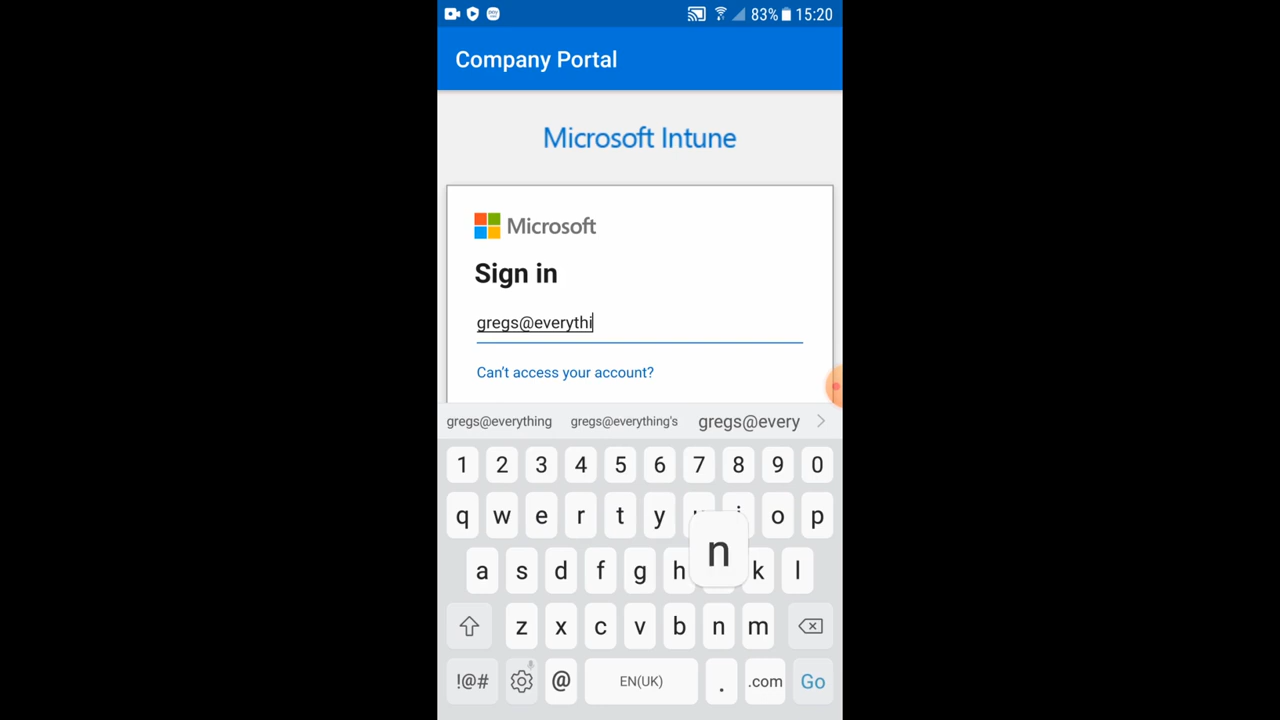 83% 15:20
Company Portal
Microsoft Intune
Microsoft
Sign in
gregs@everythi
Can't access your account?
gregs@everything gregs@everything's gregs@every
1 2 3 4 5 6 7 8 9 0
q w e r t y o p
n
a s d f g h k l
z x c v b n m
!@# @ EN(UK) . .com Go